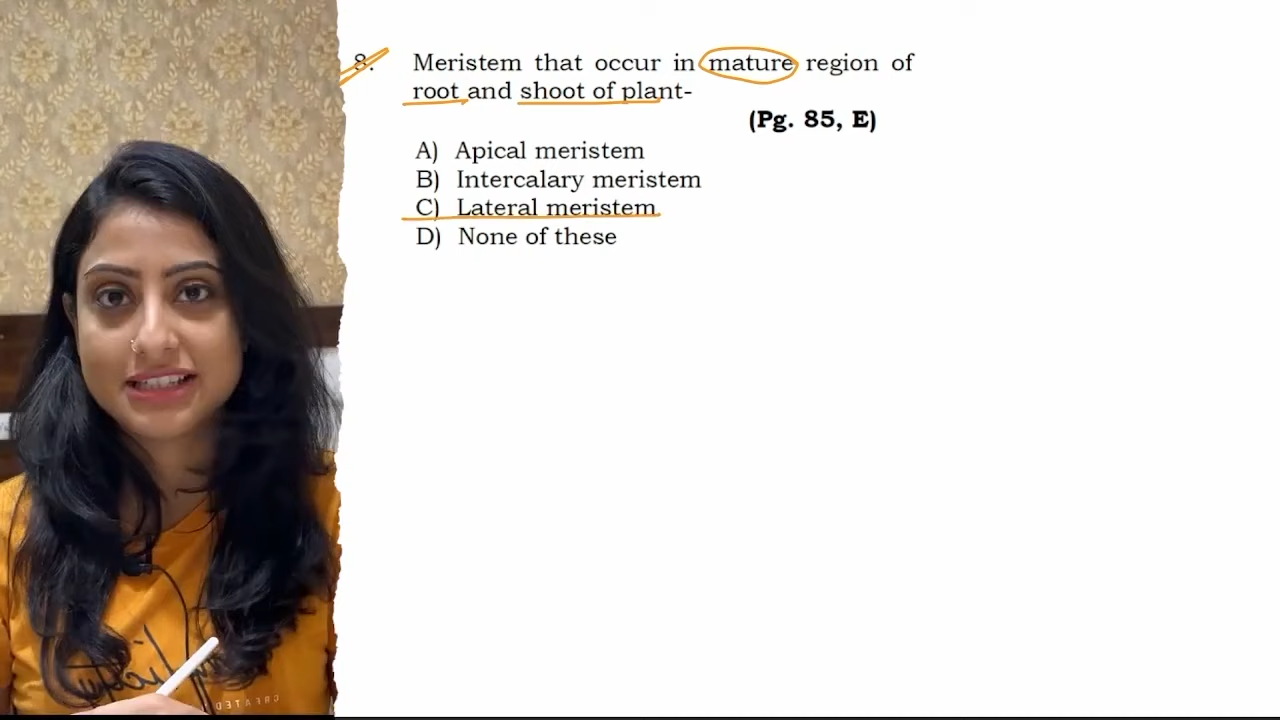 8. Meristem that occur in mature region of
root and shoot of plant-
(Pg. 85, E)
A) Apical meristem
B) Intercalary meristem
C) Lateral meristem
D) None of these
CREATED